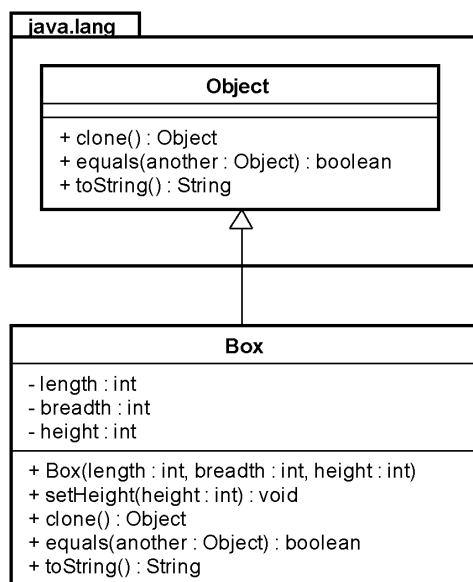 java.lang
Object
+ clone() : Object
+ equals(another : Object) : boolean
+ toString() : String
Box
- length : int
- breadth : int
- height : int
+ Box(length : int, breadth : int, height : int)
+ setHeight(height : int) : void
+ clone() : Object
+ equals(another : Object) : boolean
+ toString() : String